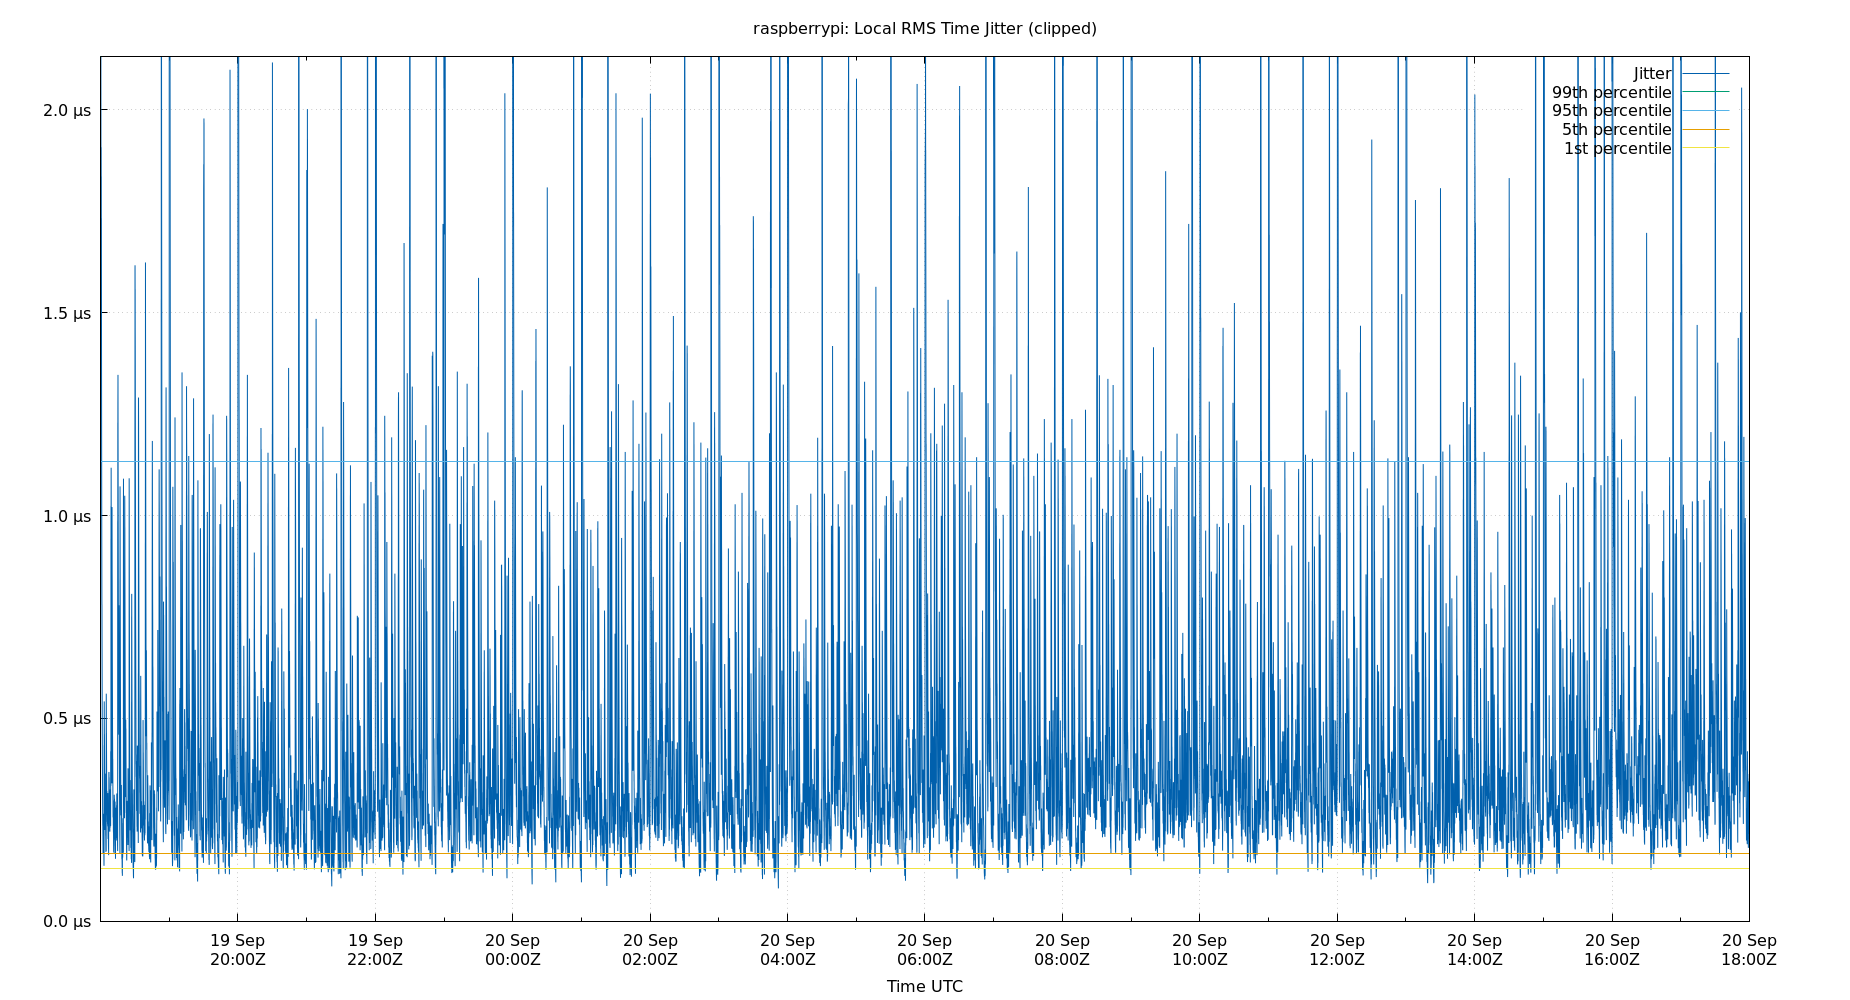 raspberrypi: Local RMS Time Jitter (clipped)
Jitter
99th percentile
95th percentile
5th percentile
1st percentile
2.0 µs
1.5 µs
1.0 µs
0.5 µs
0.0 µs
19 Sep 19 Sep 20 Sep 20 Sep 20 Sep 20 Sep 20 Sep 20 Sep 20 Sep 20 Sep 20 Sep 20 Sep
20:00Z 22:00Z 00:00Z 02:00Z 04:00Z 06:00Z 08:00Z 10:00Z 12:00Z 14:00Z 16:00Z 18:00Z
Time UTC